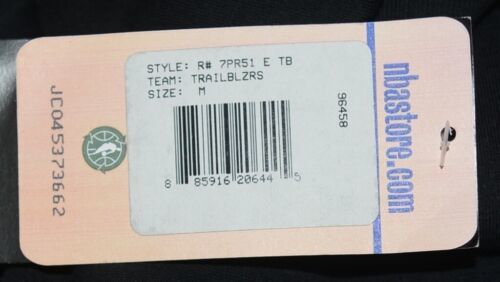 STYLE: R# 7PR51 E TB
TEAM: TRAILBLZRS
SIZE: M
96458
8 85916 20644 5
nbastore.com
JC045373662